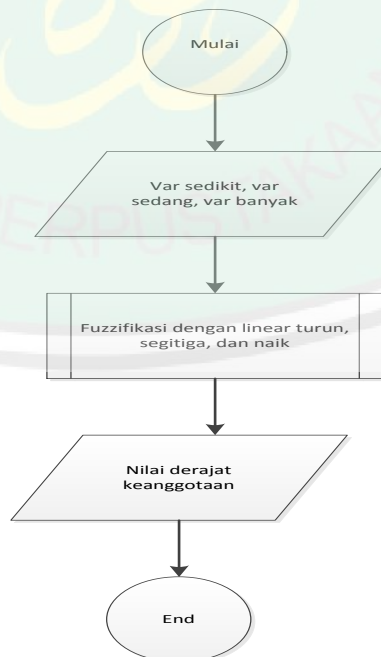 Mulai
Var sedikit, var
sedang, var banyak
Fuzzifikasi dengan linear turun,
segitiga, dan naik
Nilai derajat
keanggotaan
End